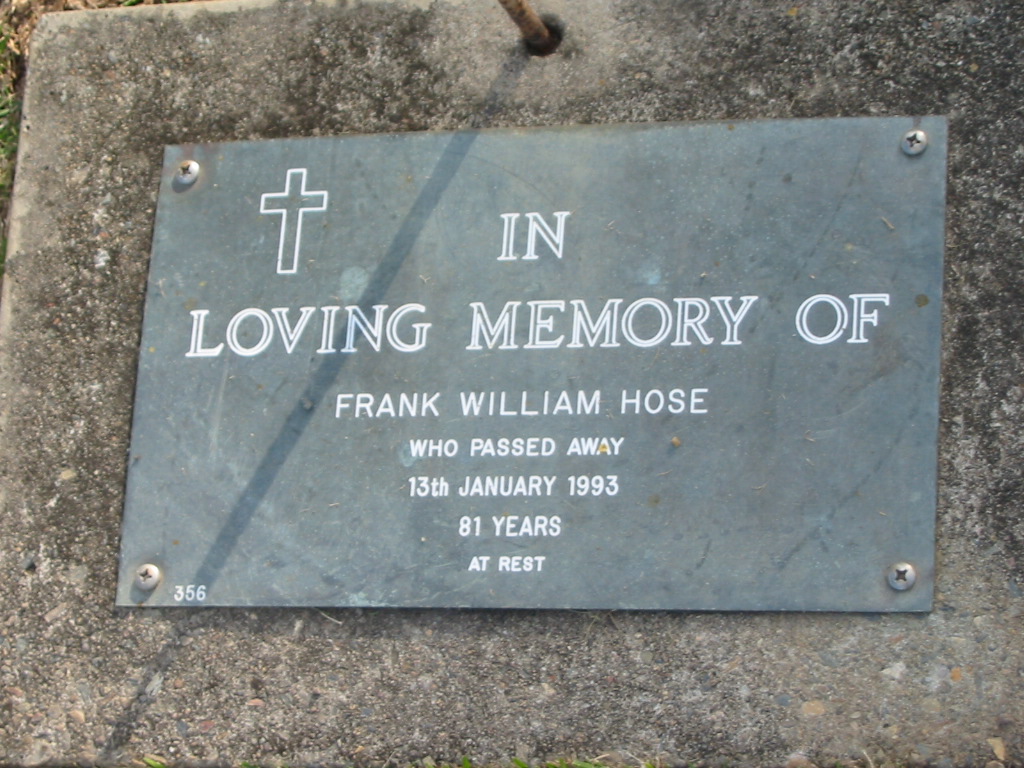 IN
LOVING MEMORY OF
FRANK WILLIAM HOSE
WHO PASSED AWAY
13th JANUARY 1993
81 YEARS
AT REST
356